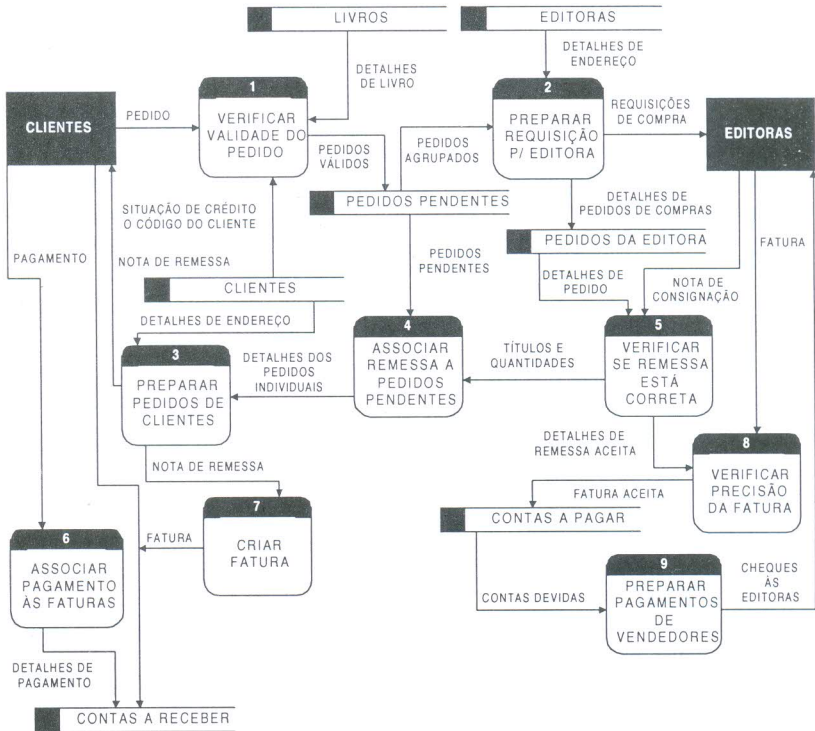 LIVROS
EDITORAS
DETALHES
DE LIVRO
DETALHES DE
ENDEREÇO
1
VERIFICAR
VALIDADE DO
PEDIDO
2
PREPARAR
REQUISIÇÃO
P/ EDITORA
CLIENTES
PEDIDO
REQUISIÇÕES
DE COMPRA
EDITORAS
PEDIDOS
VÁLIDOS
PEDIDOS
AGRUPADOS
PEDIDOS PENDENTES
DETALHES DE
PEDIDOS DE COMPRAS
SITUAÇÃO DE CRÉDITO
O CÓDIGO DO CLIENTE
PAGAMENTO
NOTA DE REMESSA
PEDIDOS
PENDENTES
PEDIDOS DA EDITORA
FATURA
CLIENTES
DETALHES
DE PEDIDO
NOTA DE
CONSIGNAÇÃO
DETALHES DE ENDEREÇO
3
PREPARAR
PEDIDOS DE
CLIENTES
DETALHES DOS
PEDIDOS
INDIVIDUAIS
4
ASSOCIAR
REMESSA A
PEDIDOS
PENDENTES
TÍTULOS E
QUANTIDADES
5
VERIFICAR
SE REMESSA
ESTÁ
CORRETA
DETALHES DE
REMESSA ACEITA
8
VERIFICAR
PRECISÃO
DA FATURA
NOTA DE REMESSA
FATURA ACEITA
CONTAS A PAGAR
7
CRIAR
FATURA
FATURA
6
ASSOCIAR
PAGAMENTO
ÀS FATURAS
CONTAS DEVIDAS
9
PREPARAR
PAGAMENTOS
DE
VENDEDORES
CHEQUES
ÀS
EDITORAS
DETALHES DE
PAGAMENTO
CONTAS A RECEBER